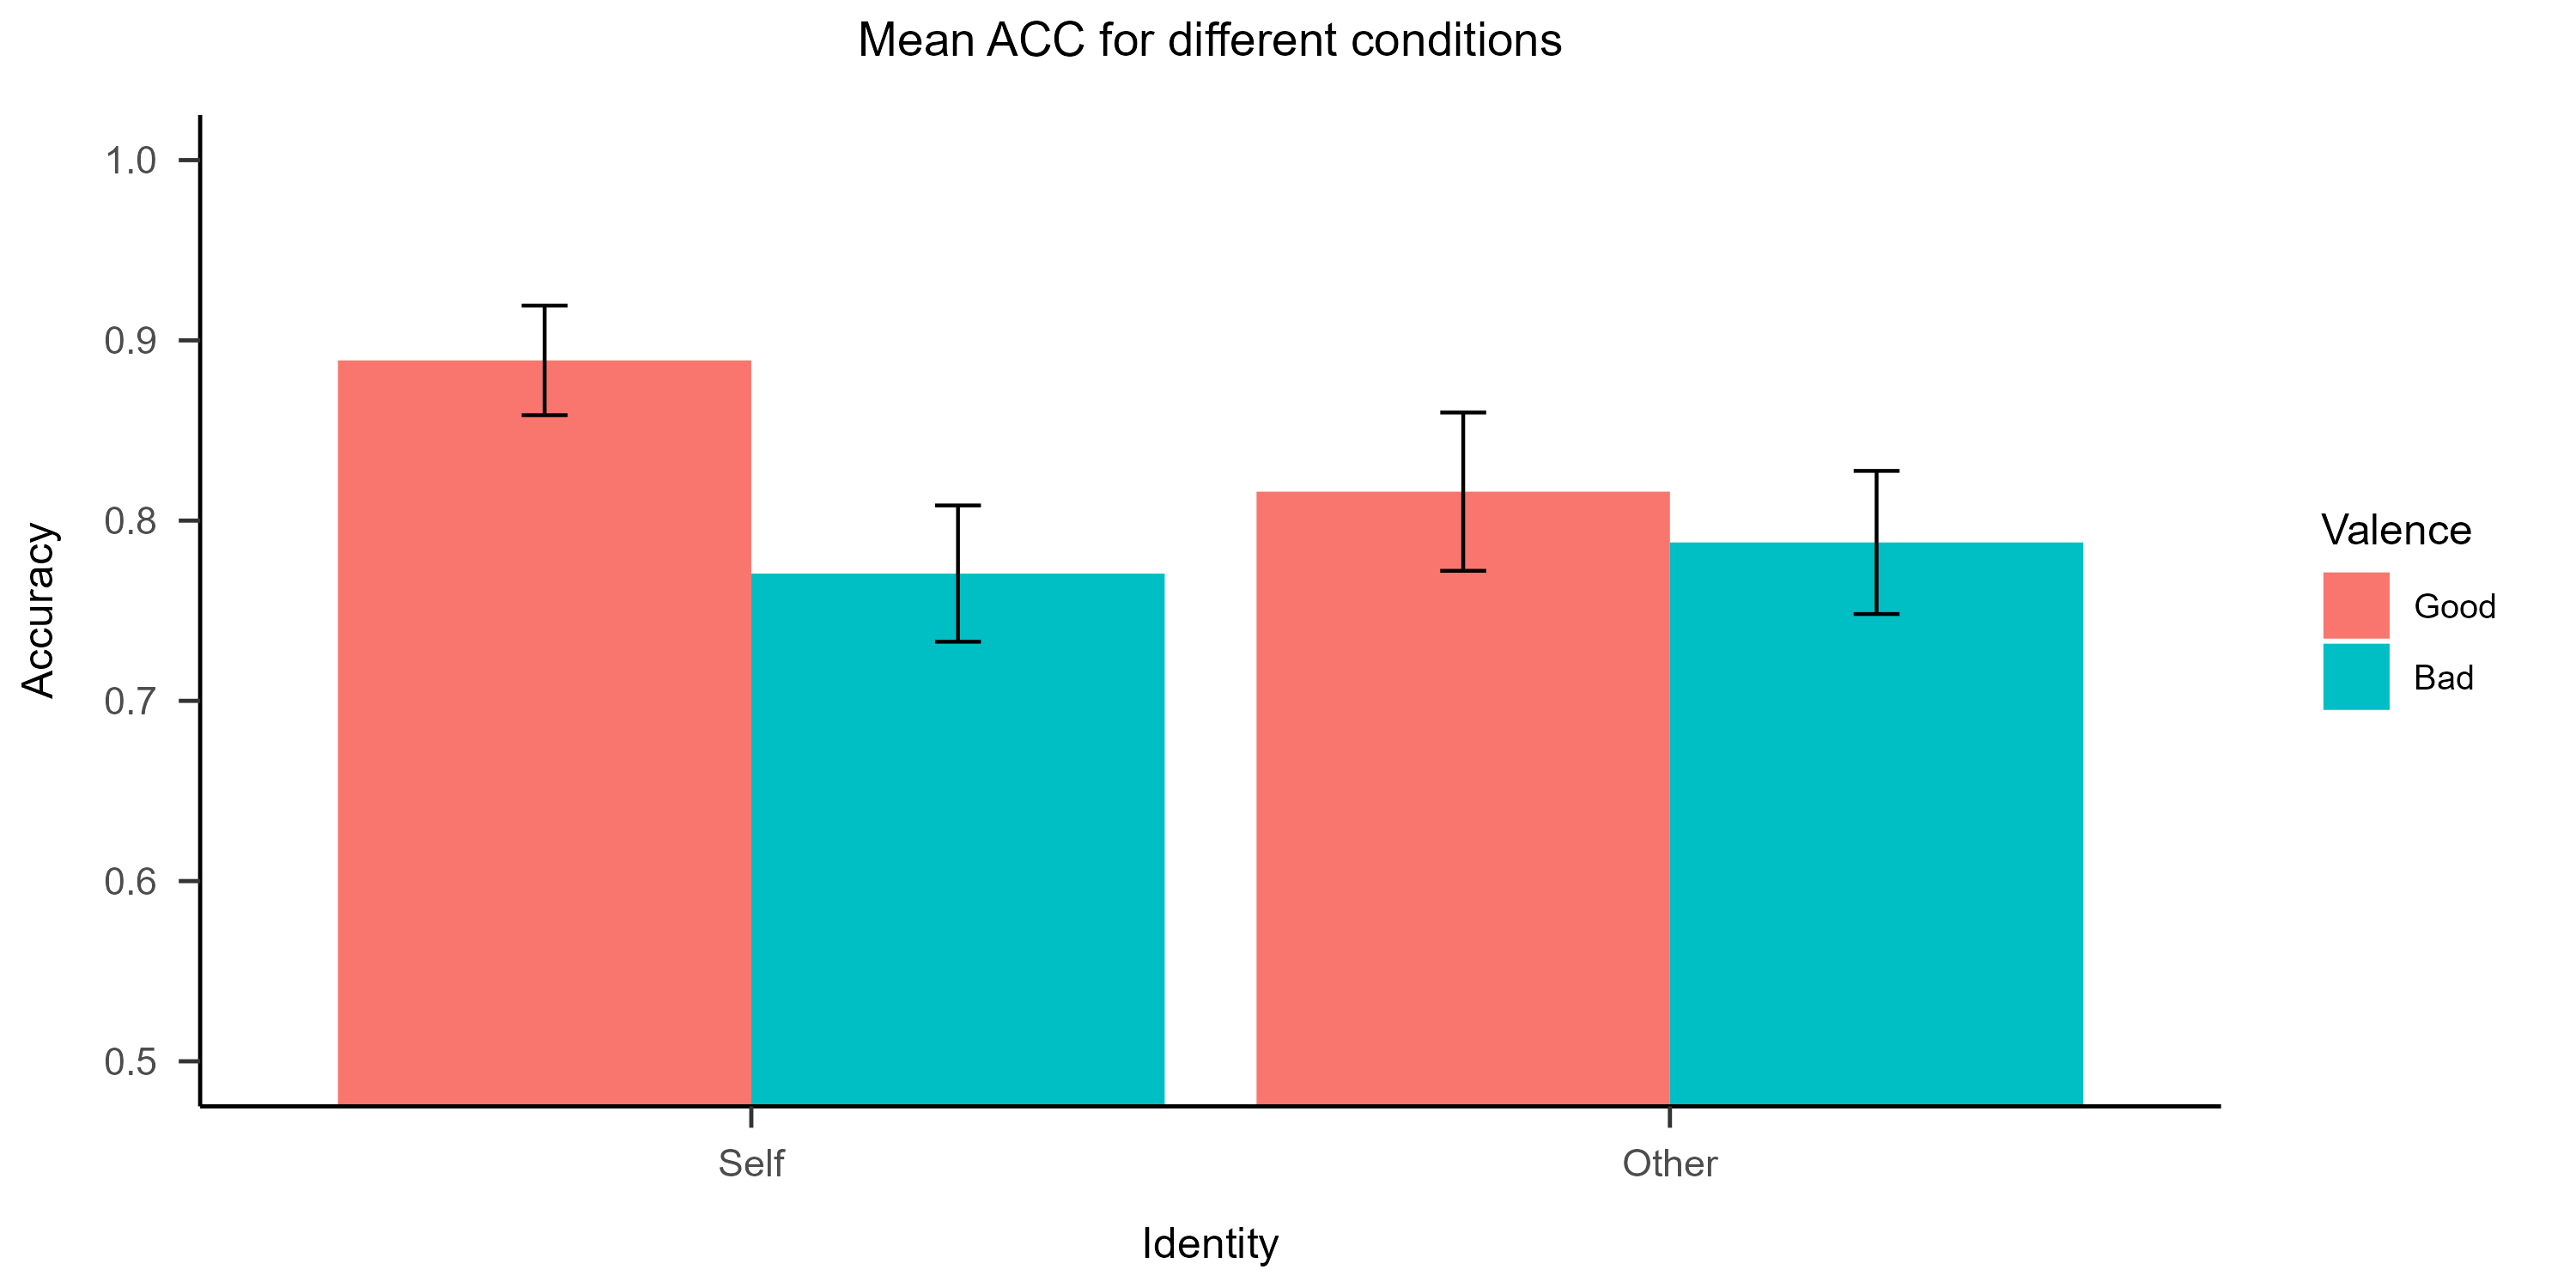 Mean ACC for different conditions
1.0
0.9
0.8
0.7
0.6
0.5
Accuracy
Self
Other
Identity
Valence
Good
Bad